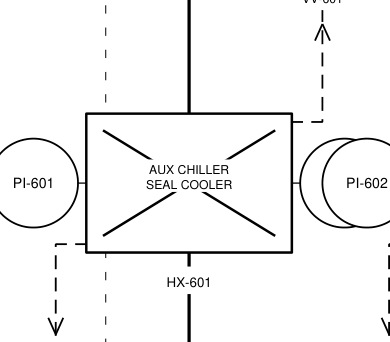 AUX CHILLER
SEAL COOLER
PI-601
PI-602
HX-601